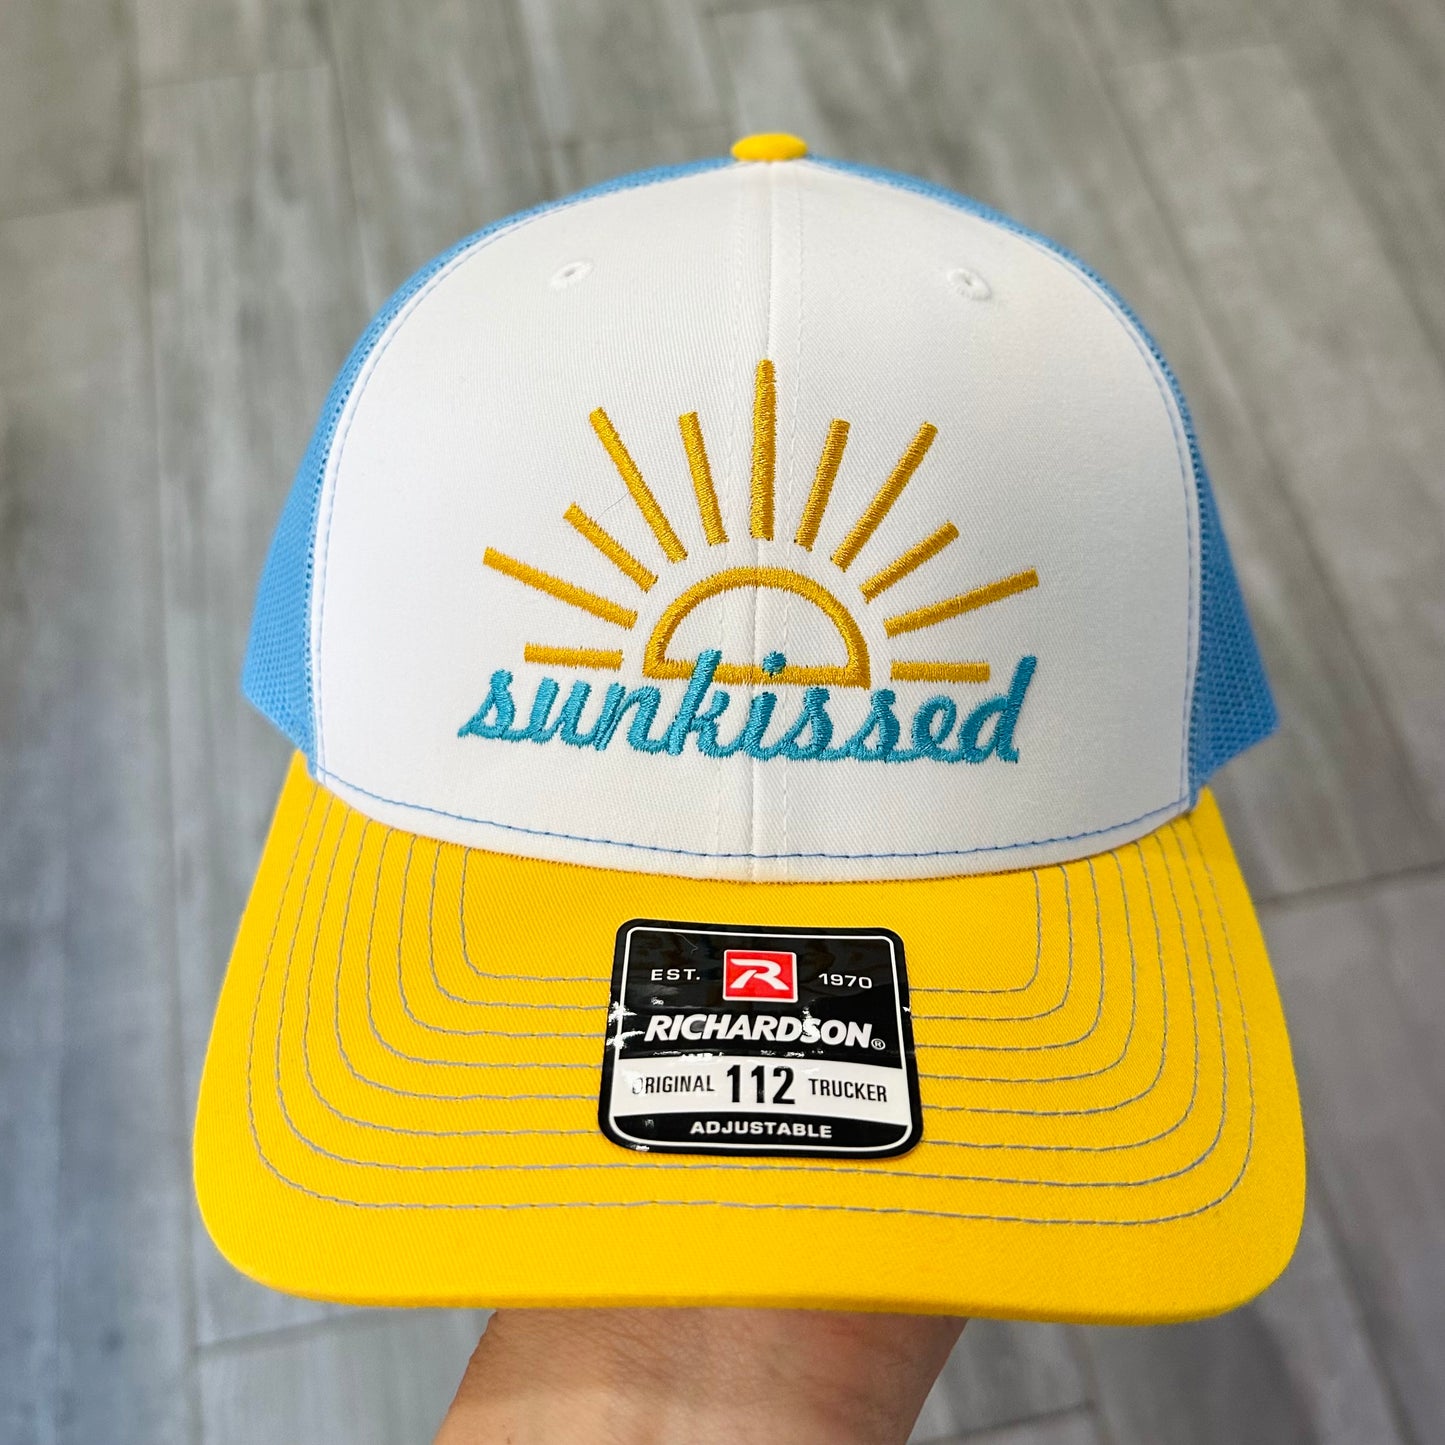 sunkissed
EST. R 1970
RICHARDSON®
ORIGINAL 112 TRUCKER
ADJUSTABLE